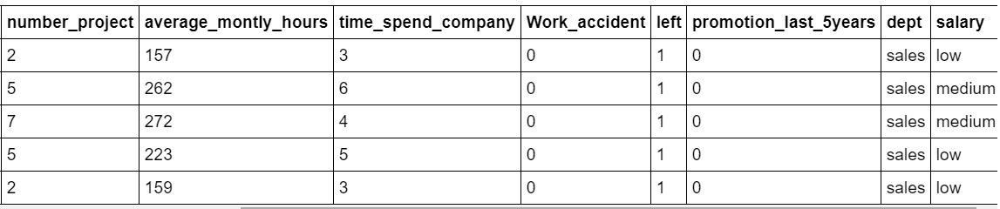 number_project average_montly_hours time_spend_company Work_accident left promotion_last_5years dept salary
2 157 3 0 1 0 sales low
5 262 6 0 1 0 sales medium
7 272 4 0 1 0 sales medium
5 223 5 0 1 0 sales low
2 159 3 0 1 0 sales low